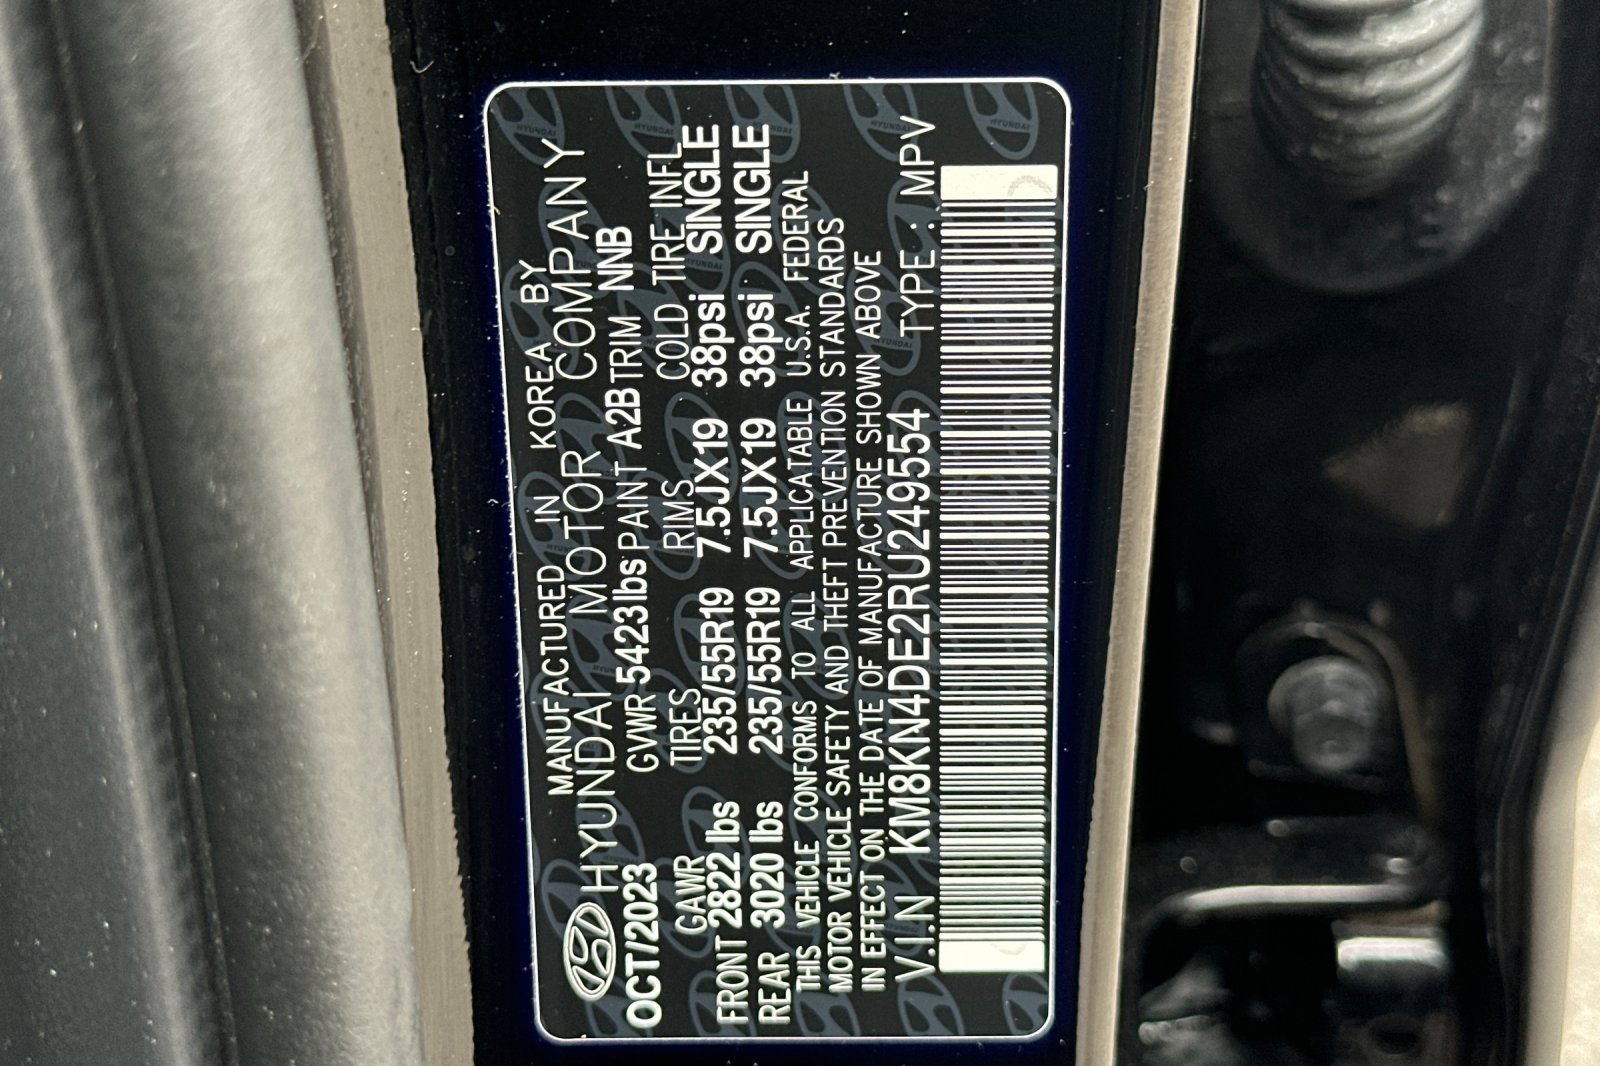 MANUFACTURED IN KOREA BY
HYUNDAI MOTOR COMPANY
OCT/2023 GVWR 5423lbs PAINT A2B TRIM NNB
GAWR TIRES RIMS COLD TIRE INFL
FRONT 2822 lbs 235/55R19 7.5JX19 38psi SINGLE
REAR 3020 lbs 235/55R19 7.5JX19 38psi SINGLE
THIS VEHICLE CONFORMS TO ALL APPLICATABLE U.S.A. FEDERAL
MOTOR VEHICLE SAFETY AND THEFT PREVENTION STANDARDS
IN EFFECT ON THE DATE OF MANUFACTURE SHOWN ABOVE
V.I.N KM8KN4DE2RU249554 TYPE : MPV